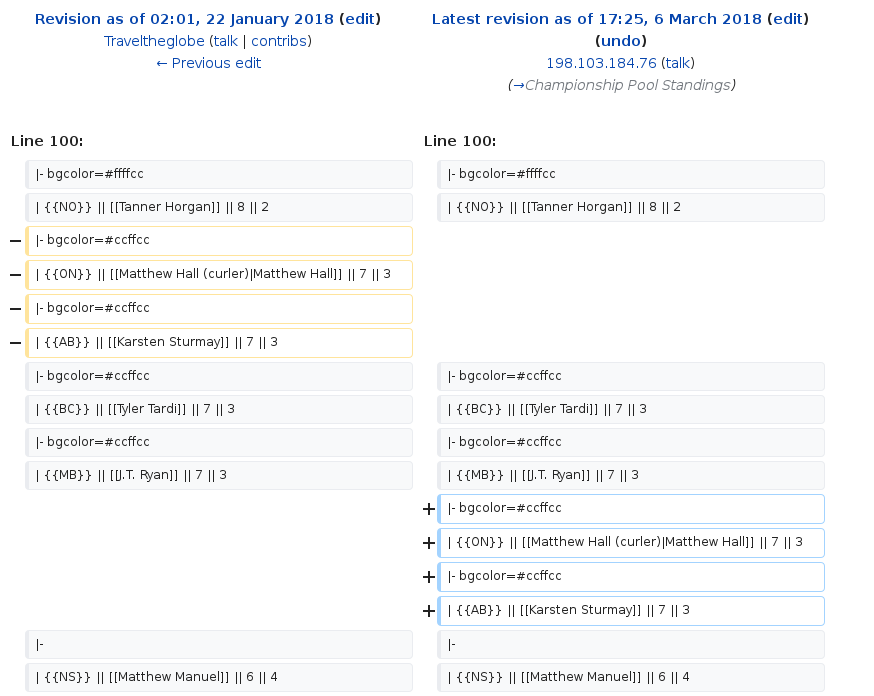 Revision as of 02:01, 22 January 2018 (edit)
Traveltheglobe (talk | contribs)
← Previous edit
Latest revision as of 17:25, 6 March 2018 (edit)
(undo)
198.103.184.76 (talk)
(→Championship Pool Standings)
Line 100:
Line 100:
|- bgcolor=#ffffcc
|- bgcolor=#ffffcc
| {{NO}} || [[Tanner Horgan]] || 8 || 2
| {{NO}} || [[Tanner Horgan]] || 8 || 2
− |- bgcolor=#ccffcc
− | {{ON}} || [[Matthew Hall (curler)|Matthew Hall]] || 7 || 3
− |- bgcolor=#ccffcc
− | {{AB}} || [[Karsten Sturmay]] || 7 || 3
|- bgcolor=#ccffcc
|- bgcolor=#ccffcc
| {{BC}} || [[Tyler Tardi]] || 7 || 3
| {{BC}} || [[Tyler Tardi]] || 7 || 3
|- bgcolor=#ccffcc
|- bgcolor=#ccffcc
| {{MB}} || [[J.T. Ryan]] || 7 || 3
| {{MB}} || [[J.T. Ryan]] || 7 || 3
+ |- bgcolor=#ccffcc
+ | {{ON}} || [[Matthew Hall (curler)|Matthew Hall]] || 7 || 3
+ |- bgcolor=#ccffcc
+ | {{AB}} || [[Karsten Sturmay]] || 7 || 3
|-
|-
| {{NS}} || [[Matthew Manuel]] || 6 || 4
| {{NS}} || [[Matthew Manuel]] || 6 || 4